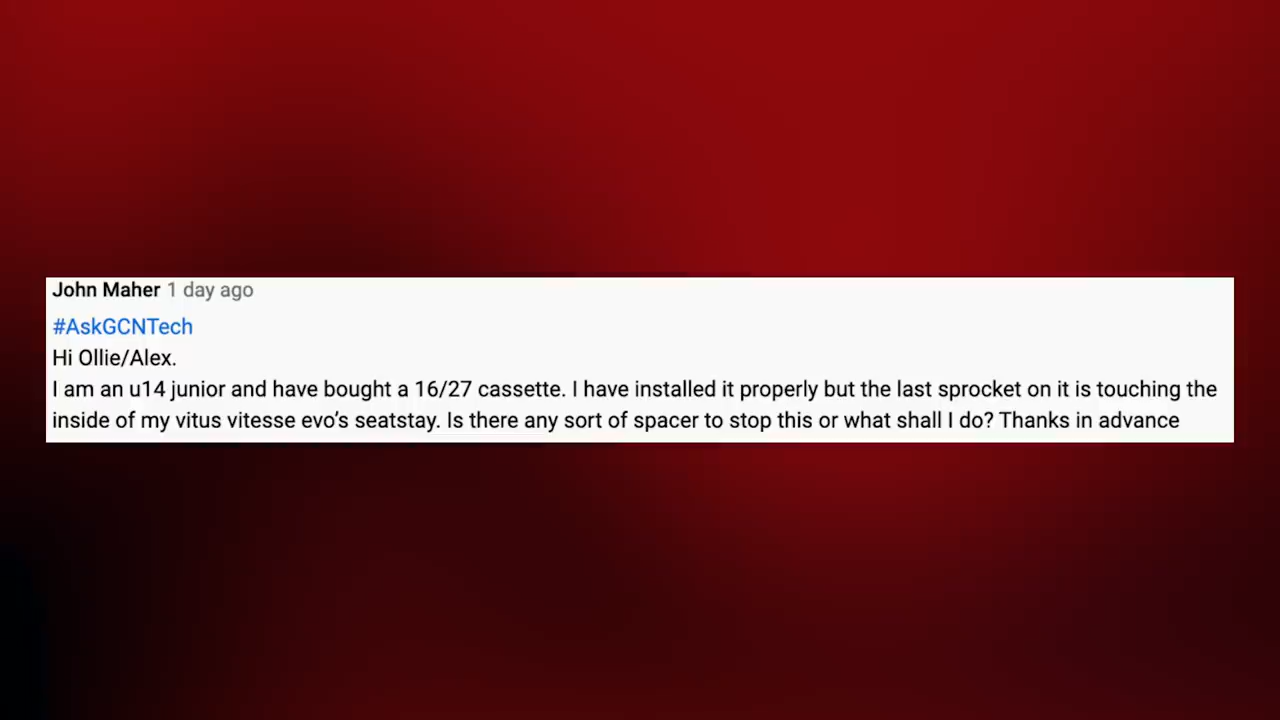 John Maher 1 day ago
#AskGCNTech
Hi Ollie/Alex.
I am an u14 junior and have bought a 16/27 cassette. I have installed it properly but the last sprocket on it is touching the
inside of my vitus vitesse evo’s seatstay. Is there any sort of spacer to stop this or what shall I do? Thanks in advance